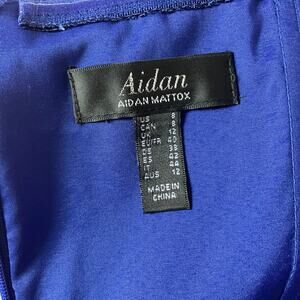 Aidan
AIDAN MATTOX
US 8
CAN 8
UK 12
EU/FR 40
DE 38
ES 42
IT 44
AUS 12
MADE IN
CHINA